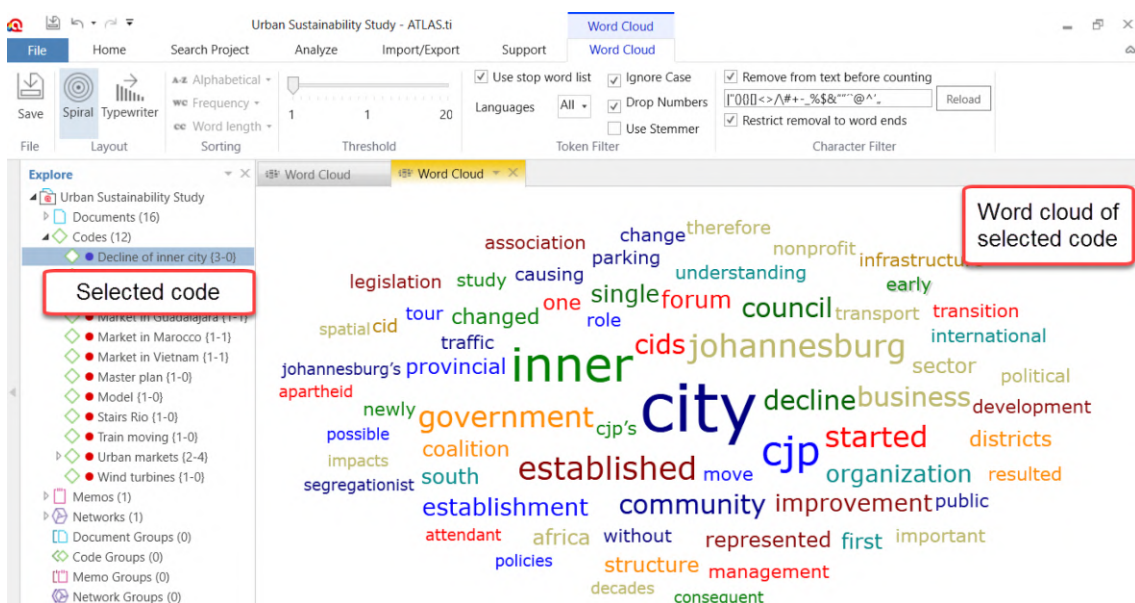 Urban Sustainability Study - ATLAS.ti
Word Cloud
File Home Search Project Analyze Import/Export Support Word Cloud
Save
Spiral
Typewriter
A-Z Alphabetical
WC Frequency
cc Word length
1 1 20
Use stop word list
Languages All
Ignore Case
Drop Numbers
Use Stemmer
Remove from text before counting
Reload
Restrict removal to word ends
File Layout Sorting Threshold Token Filter Character Filter
Explore
Word Cloud
Word Cloud
Urban Sustainability Study
Documents (16)
Codes (12)
Decline of inner city {3-0}
Selected code
Market in Guadalajara {1-1}
Market in Marocco {1-1}
Market in Vietnam {1-1}
Master plan {1-0}
Model {1-0}
Stairs Rio {1-0}
Train moving {1-0}
Urban markets {2-4}
Wind turbines {1-0}
Memos (1)
Networks (1)
Document Groups (0)
Code Groups (0)
Memo Groups (0)
Network Groups (0)
Word cloud of
selected code
association change therefore
parking nonprofit infrastructure
legislation study causing understanding early
one single forum council transport transition
spatial cid tour changed role international
traffic cids johannesburg sector
johannesburg's provincial inner political
apartheid city decline business development
newly government cjp's
possible coalition cjp started districts
impacts established move organization resulted
segregationist south
establishment community improvement public
attendant africa without represented first important
policies structure management
decades consequent